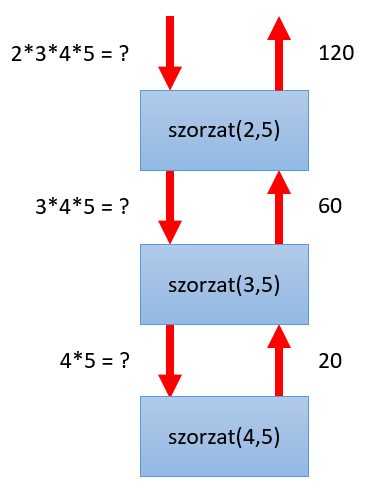 2*3*4*5 = ?
120
szorzat(2,5)
3*4*5 = ?
60
szorzat(3,5)
4*5 = ?
20
szorzat(4,5)